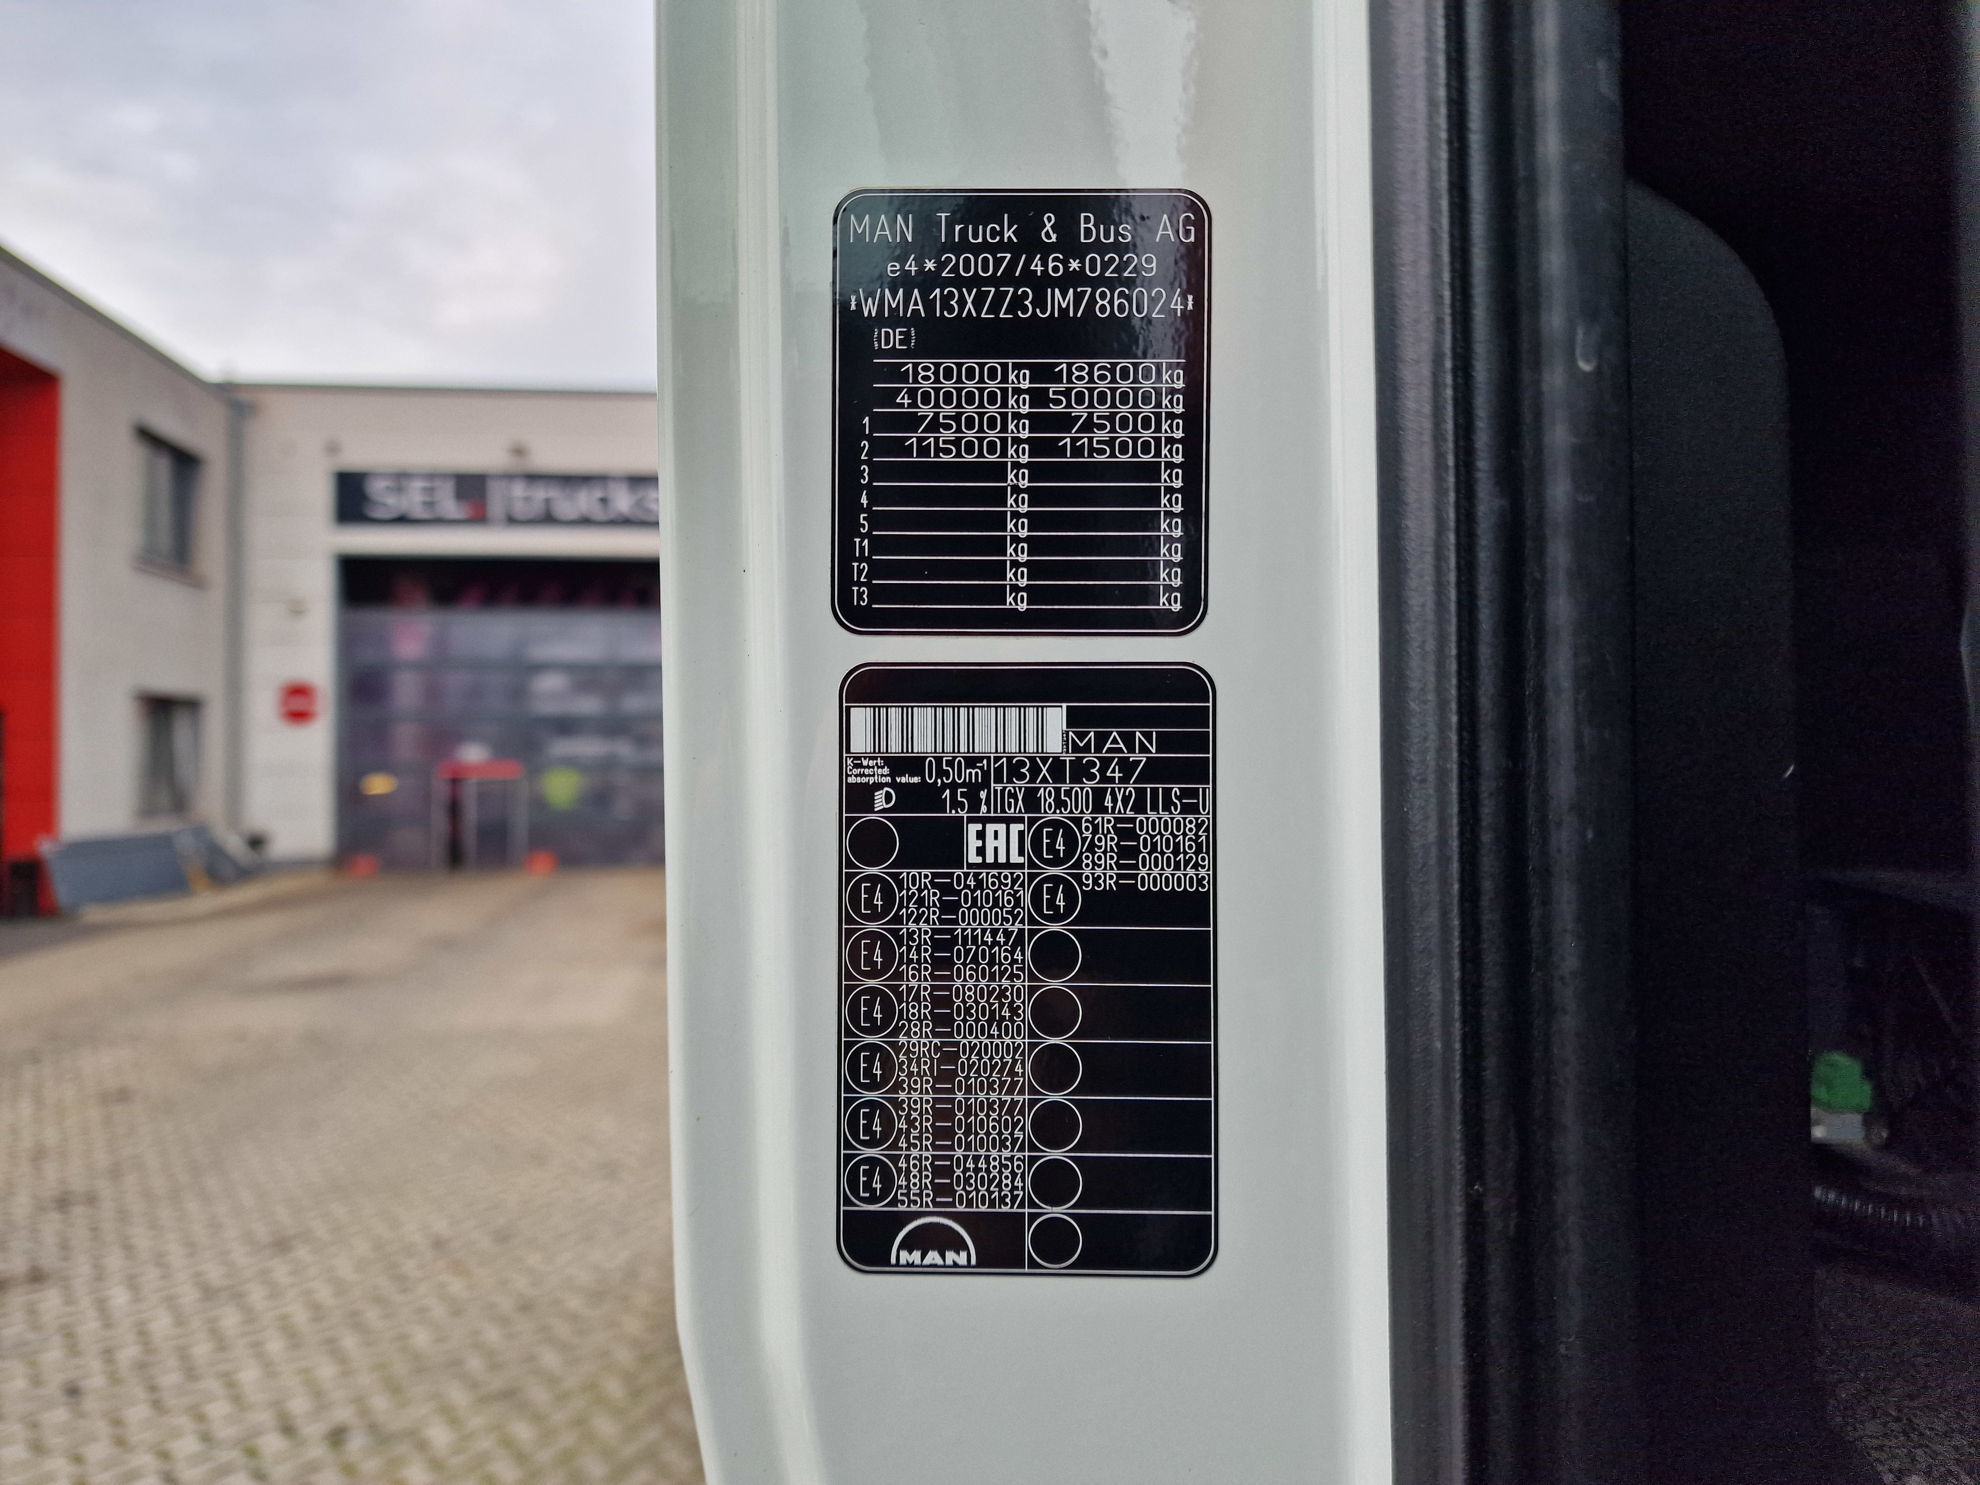 SEL. trucks
MAN Truck & Bus AG
e4*2007/46*0229
*WMA13XZZ3JM786024*
(DE)
18000 kg 18600 kg
40000 kg 50000 kg
1 7500 kg 7500 kg
2 11500 kg 11500 kg
3 kg kg
4 kg kg
5 kg kg
T1 kg kg
T2 kg kg
T3 kg kg
MAN
K-Wert:
Corrected:
absorption value: 0,50m⁻¹
13XT347
1.5 %
TGX 18.500 4X2 LLS-U
EAC
E4
61R-000082
79R-010161
89R-000129
E4
10R-041692
121R-010161
122R-000052
E4
93R-000003
E4
13R-111447
14R-070164
16R-060125
E4
17R-080230
18R-030143
28R-000400
E4
29RC-020002
34RI-020274
39R-010377
E4
39R-010377
43R-010602
45R-010037
E4
46R-044856
48R-030284
55R-010137
MAN